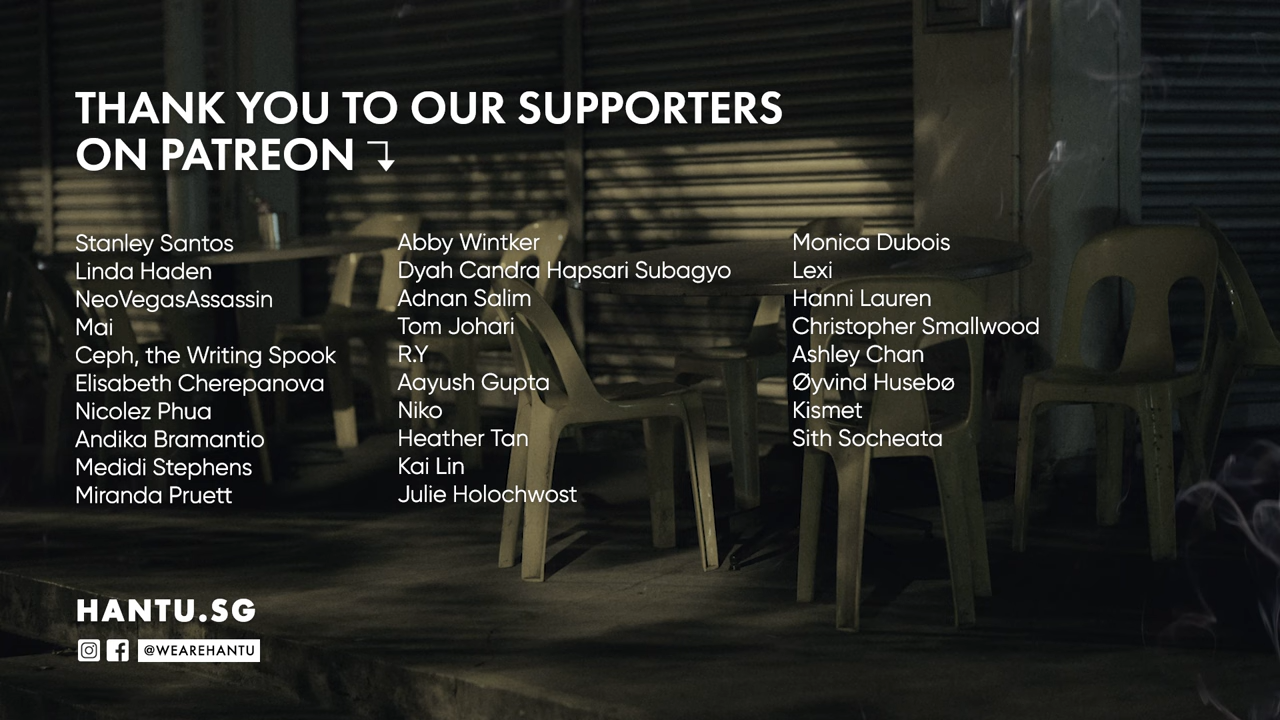 THANK YOU TO OUR SUPPORTERS
ON PATREON
Stanley Santos
Linda Haden
NeoVegasAssassin
Mai
Ceph, the Writing Spook
Elisabeth Cherepanova
Nicolez Phua
Andika Bramantio
Medidi Stephens
Miranda Pruett
Abby Wintker
Dyah Candra Hapsari Subagyo
Adnan Salim
Tom Johari
R.Y
Aayush Gupta
Niko
Heather Tan
Kai Lin
Julie Holochwost
Monica Dubois
Lexi
Hanni Lauren
Christopher Smallwood
Ashley Chan
Øyvind Husebø
Kismet
Sith Socheata
HANTU.SG
@WEAREHANTU